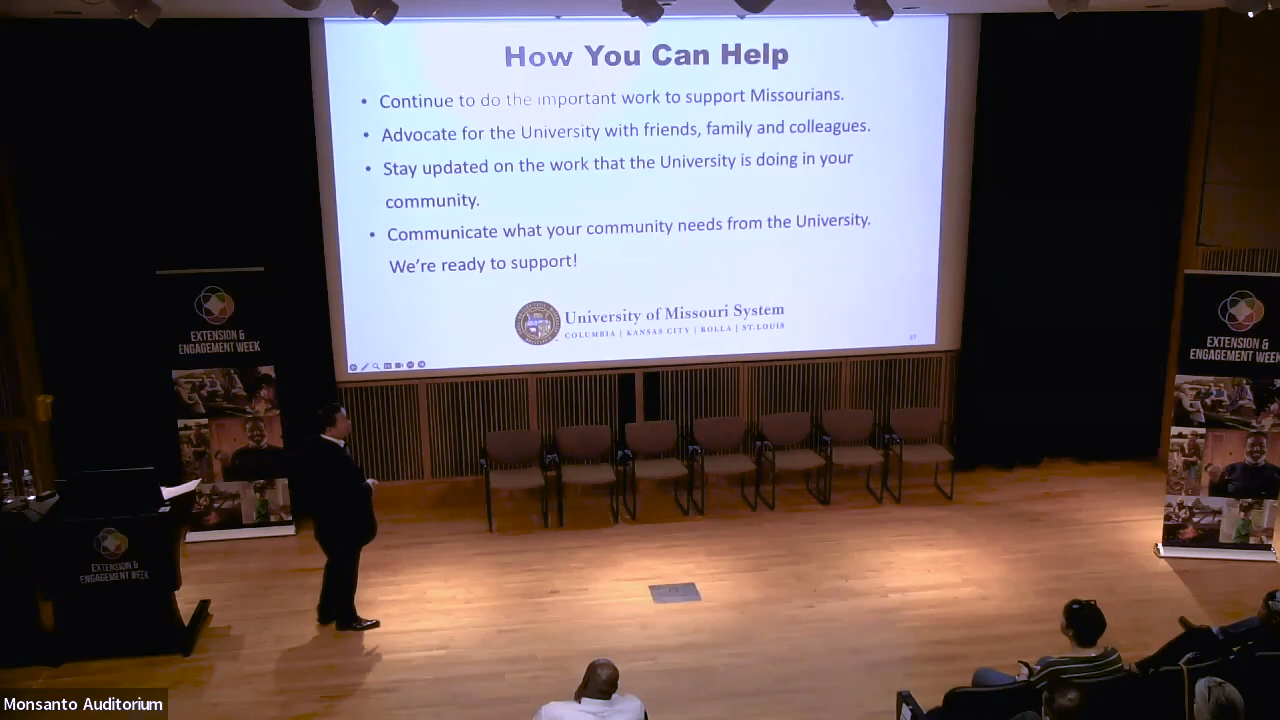 How You Can Help
• Continue to do the important work to support Missourians.
• Advocate for the University with friends, family and colleagues.
• Stay updated on the work that the University is doing in your
community.
• Communicate what your community needs from the University.
We're ready to support!
University of Missouri System
COLUMBIA | KANSAS CITY | ROLLA | ST. LOUIS
37
EXTENSION &
ENGAGEMENT WEEK
EXTENSION &
ENGAGEMENT WEEK
EXTENSION &
ENGAGEMENT WEEK
Monsanto Auditorium